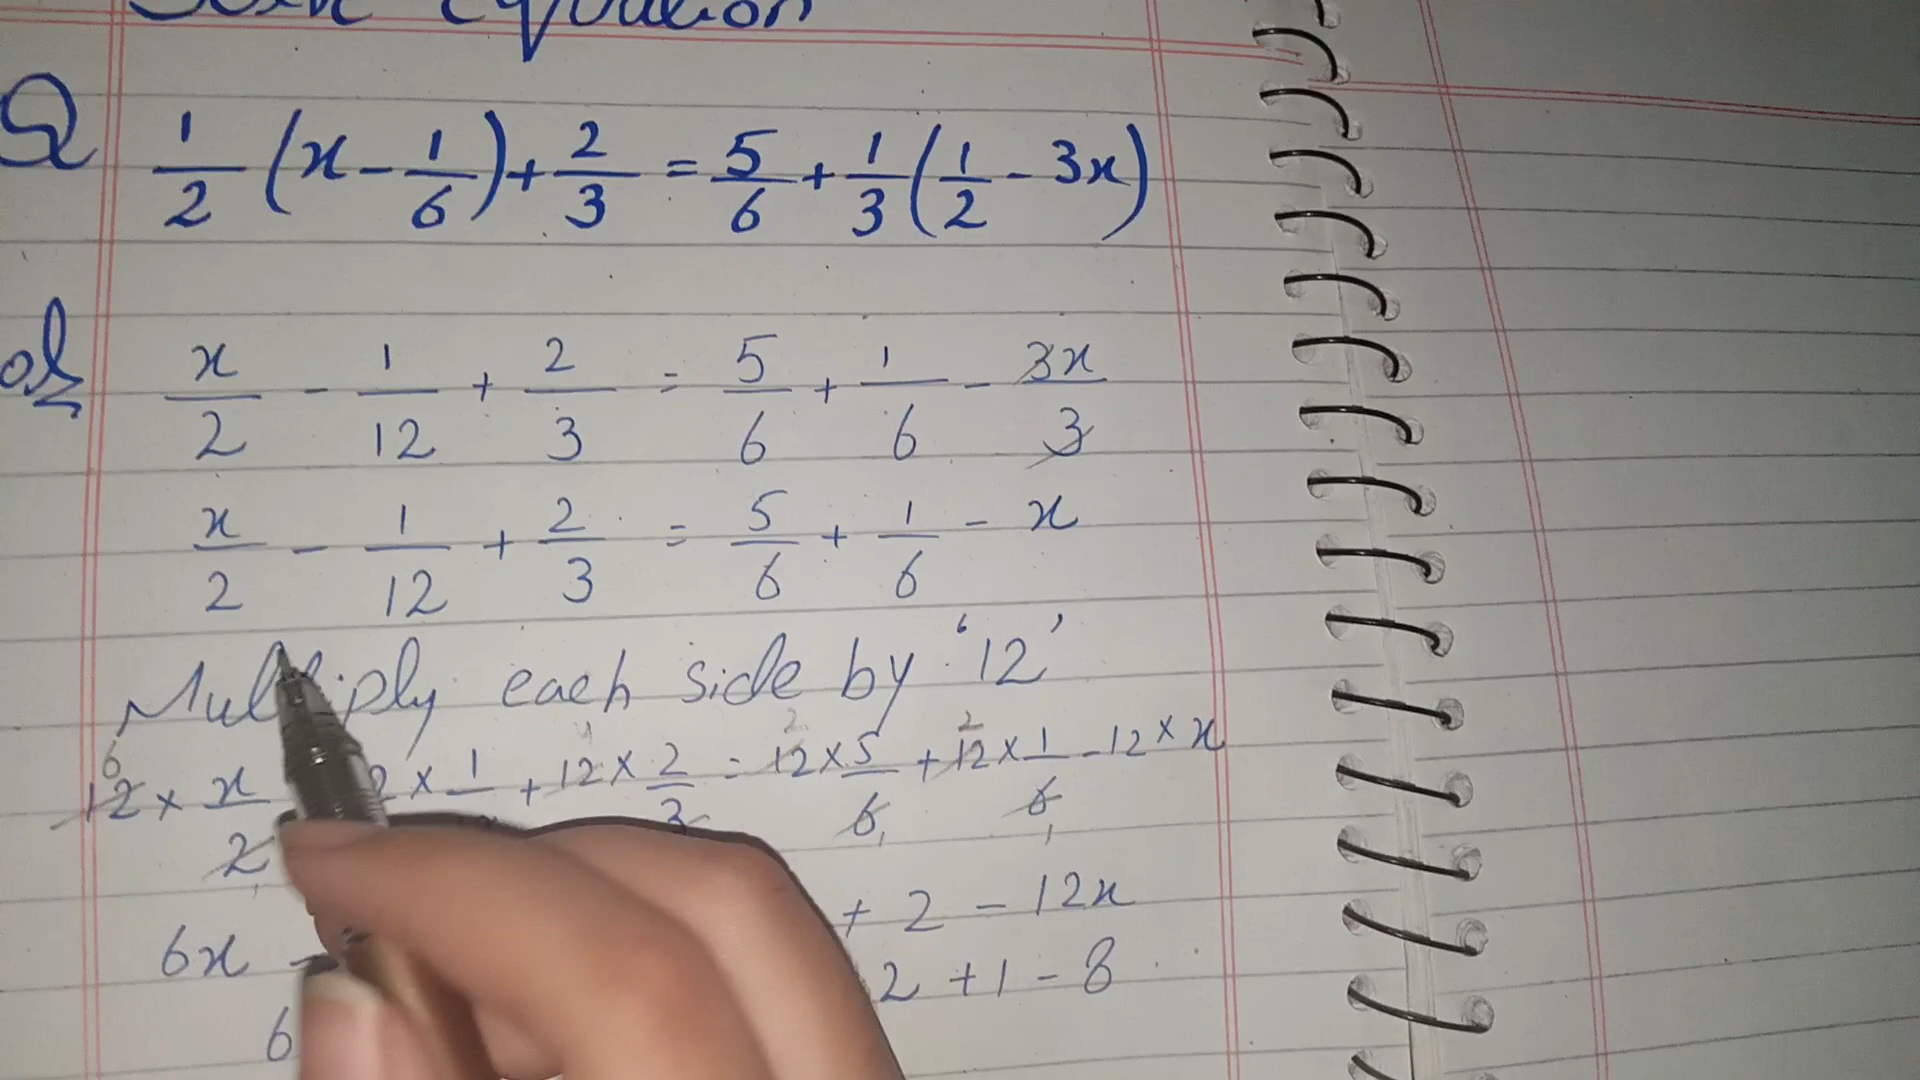 Equation
Q 1/2 (x - 1/6) + 2/3 = 5/6 + 1/3 (1/2 - 3x)
x/2 - 1/12 + 2/3 = 5/6 + 1/6 - 3x/3
x/2 - 1/12 + 2/3 = 5/6 + 1/6 - x
Multiply each side by '12'
12 × x/2 × 1 + 12 × 2/3 = 12 × 5/6 + 12 × 1/6 - 12 × x
6x - + 2 - 12x
2 + 1 - 8
6